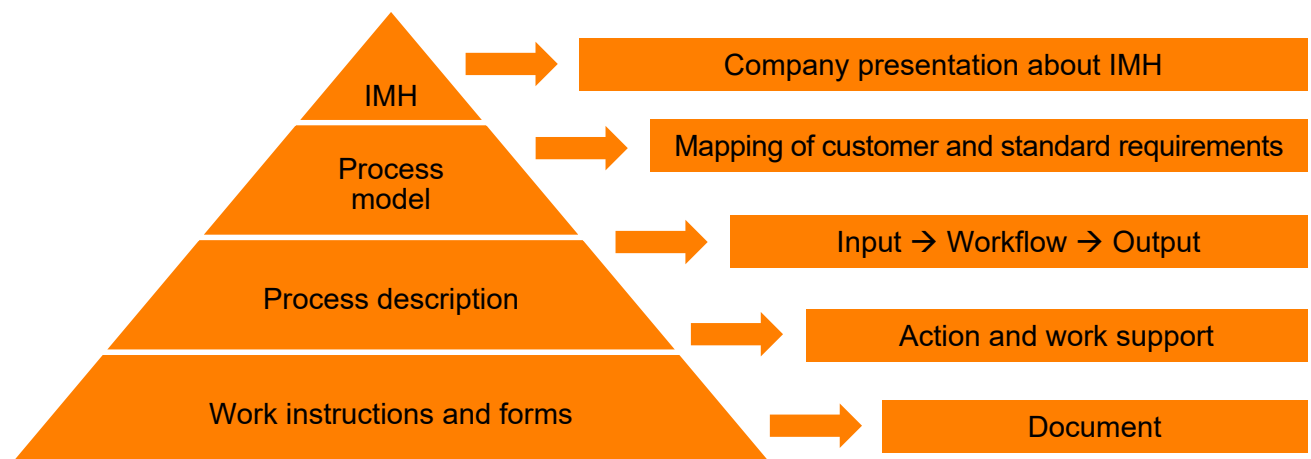 IMH
Company presentation about IMH
Process
model
Mapping of customer and standard requirements
Process description
Input → Workflow → Output
Action and work support
Work instructions and forms
Document